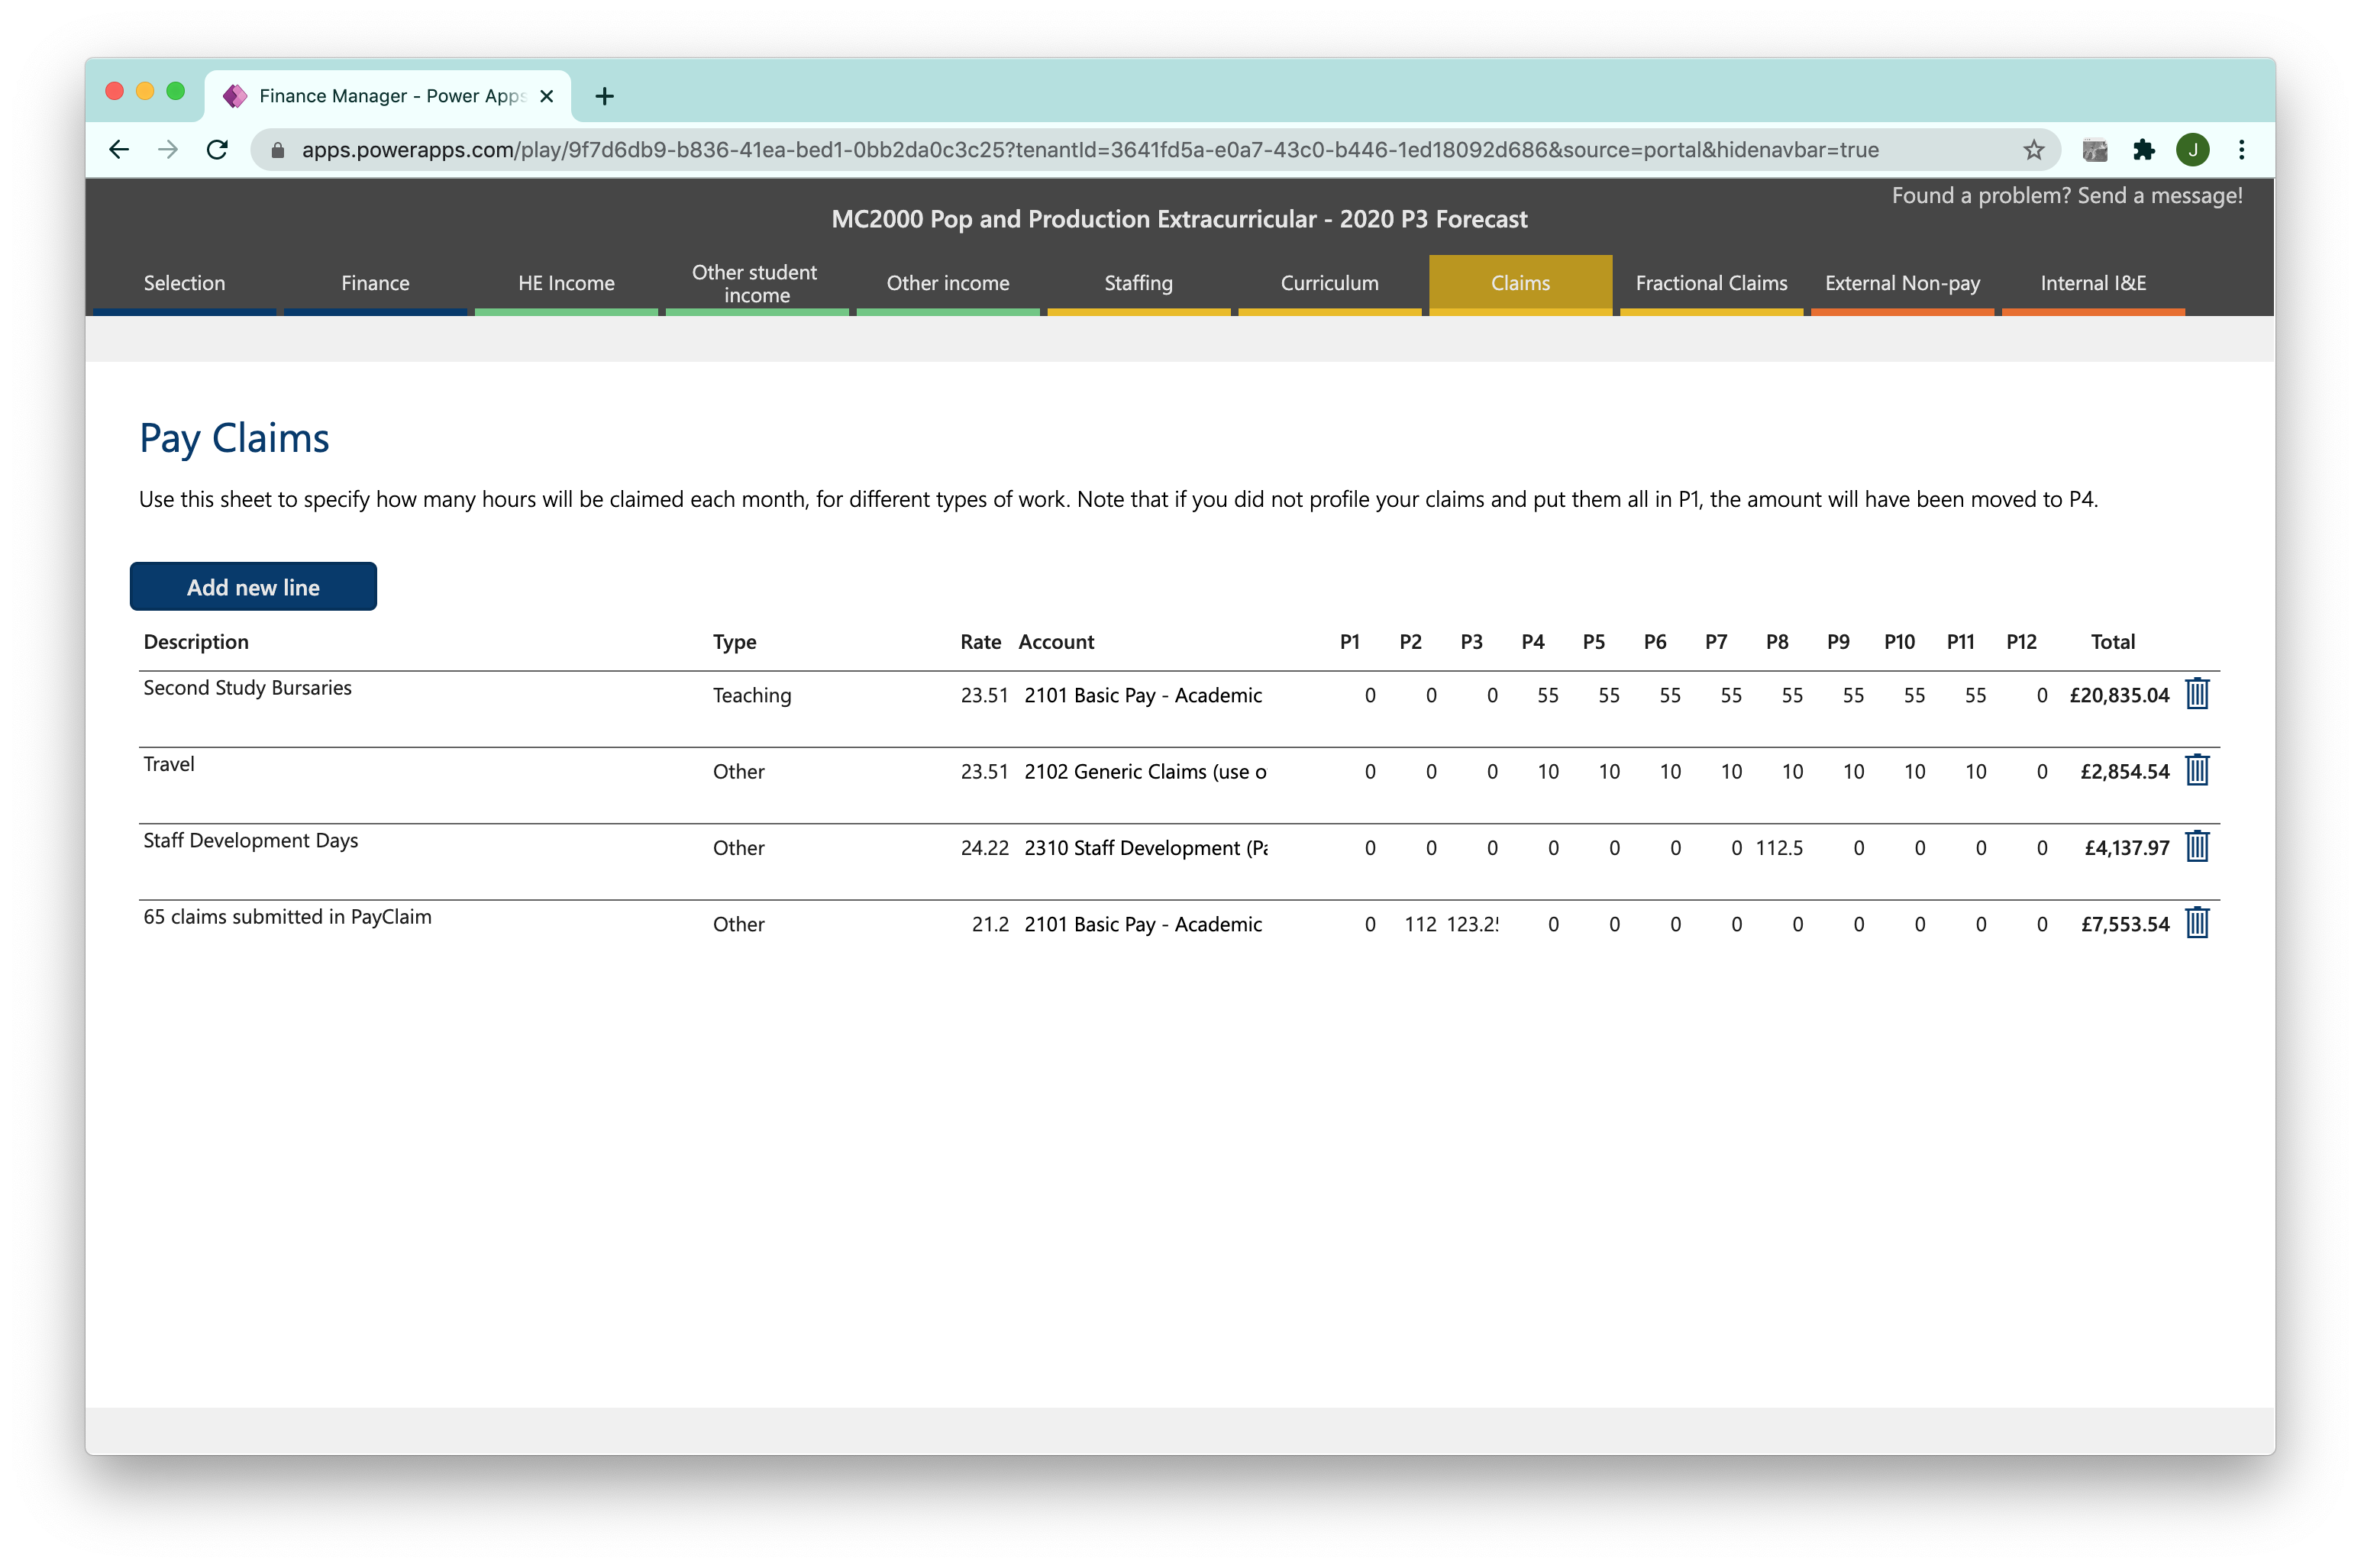 Finance Manager - Power Apps
apps.powerapps.com/play/9f7d6db9-b836-41ea-bed1-0bb2da0c3c25?tenantId=3641fd5a-e0a7-43c0-b446-1ed18092d686&source=portal&hidenavbar=true
J
Found a problem? Send a message!
MC2000 Pop and Production Extracurricular - 2020 P3 Forecast
Selection Finance HE Income Other student income Other income Staffing Curriculum Claims Fractional Claims External Non-pay Internal I&E
Pay Claims
Use this sheet to specify how many hours will be claimed each month, for different types of work. Note that if you did not profile your claims and put them all in P1, the amount will have been moved to P4.
Add new line
Description Type Rate Account P1 P2 P3 P4 P5 P6 P7 P8 P9 P10 P11 P12 Total
Second Study Bursaries Teaching 23.51 2101 Basic Pay - Academic 0 0 0 55 55 55 55 55 55 55 55 0 £20,835.04
Travel Other 23.51 2102 Generic Claims (use o 0 0 0 10 10 10 10 10 10 10 10 0 £2,854.54
Staff Development Days Other 24.22 2310 Staff Development (Pa 0 0 0 0 0 0 0 112.5 0 0 0 0 £4,137.97
65 claims submitted in PayClaim Other 21.2 2101 Basic Pay - Academic 0 112 123.25 0 0 0 0 0 0 0 0 0 £7,553.54